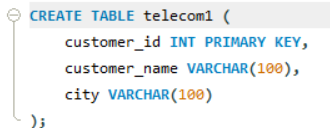 CREATE TABLE telecom1 (
customer_id INT PRIMARY KEY,
customer_name VARCHAR(100),
city VARCHAR(100)
);